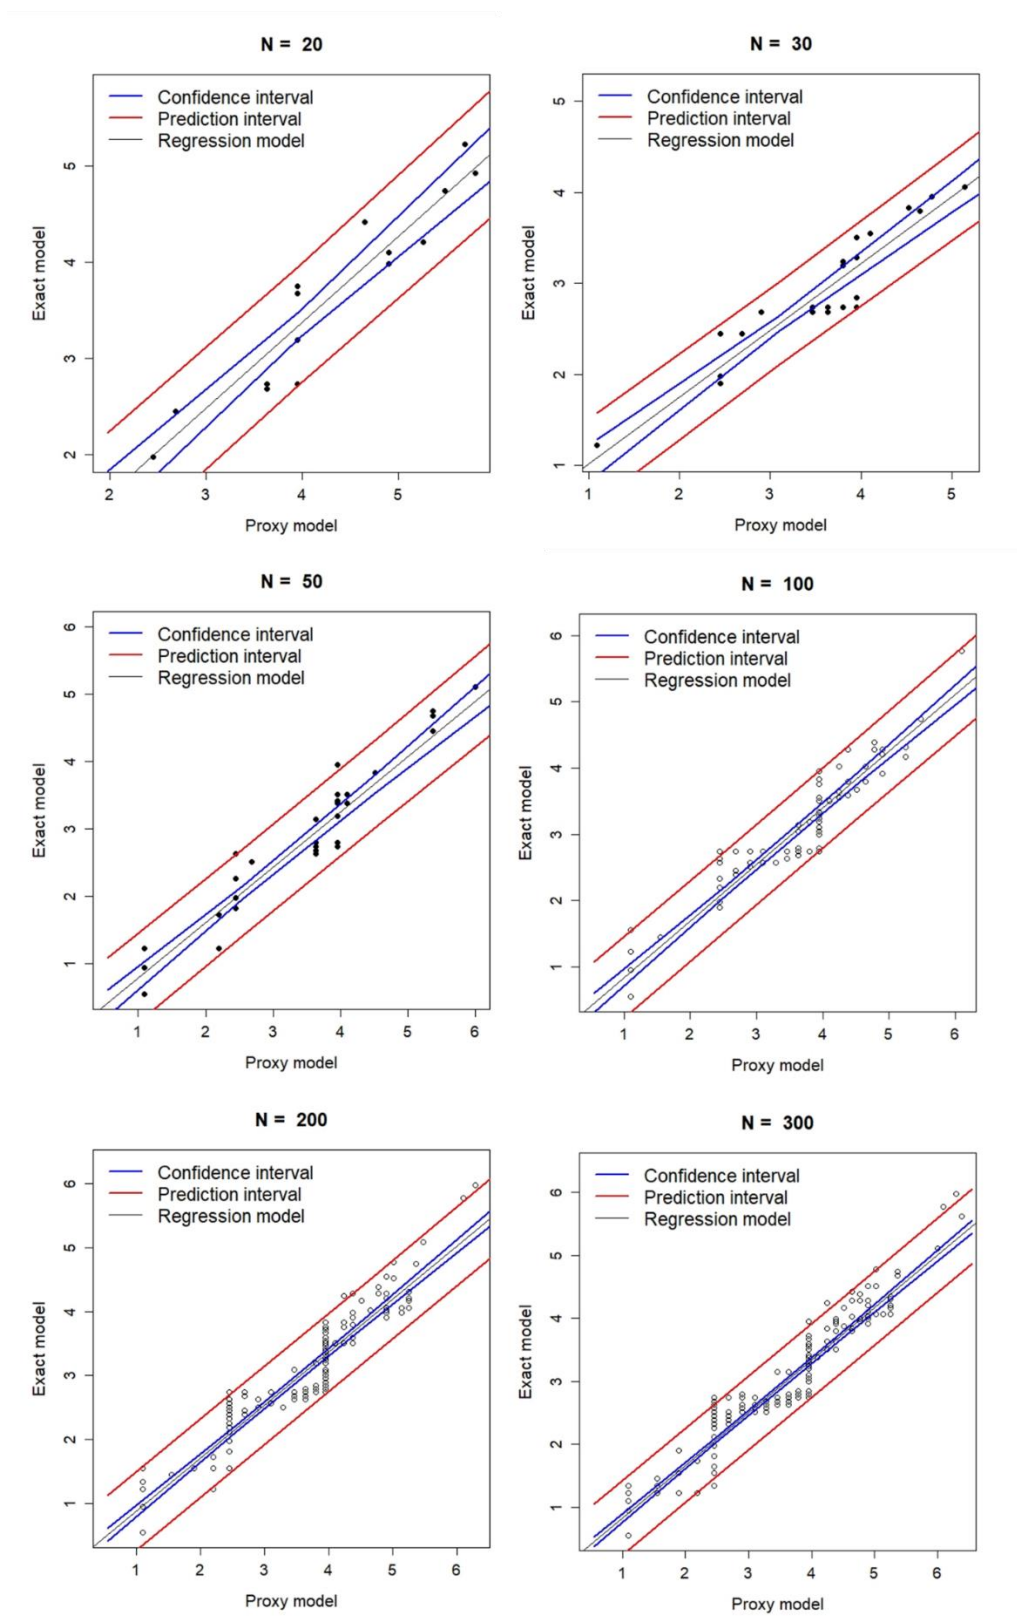 N = 20
Confidence interval
Prediction interval
Regression model
Exact model
5
4
3
2
2 3 4 5
Proxy model
N = 30
Confidence interval
Prediction interval
Regression model
Exact model
5
4
3
2
1
1 2 3 4 5
Proxy model
N = 50
Confidence interval
Prediction interval
Regression model
Exact model
6
5
4
3
2
1
1 2 3 4 5 6
Proxy model
N = 100
Confidence interval
Prediction interval
Regression model
Exact model
6
5
4
3
2
1
1 2 3 4 5 6
Proxy model
N = 200
Confidence interval
Prediction interval
Regression model
Exact model
6
5
4
3
2
1
1 2 3 4 5 6
Proxy model
N = 300
Confidence interval
Prediction interval
Regression model
Exact model
6
5
4
3
2
1
1 2 3 4 5 6
Proxy model